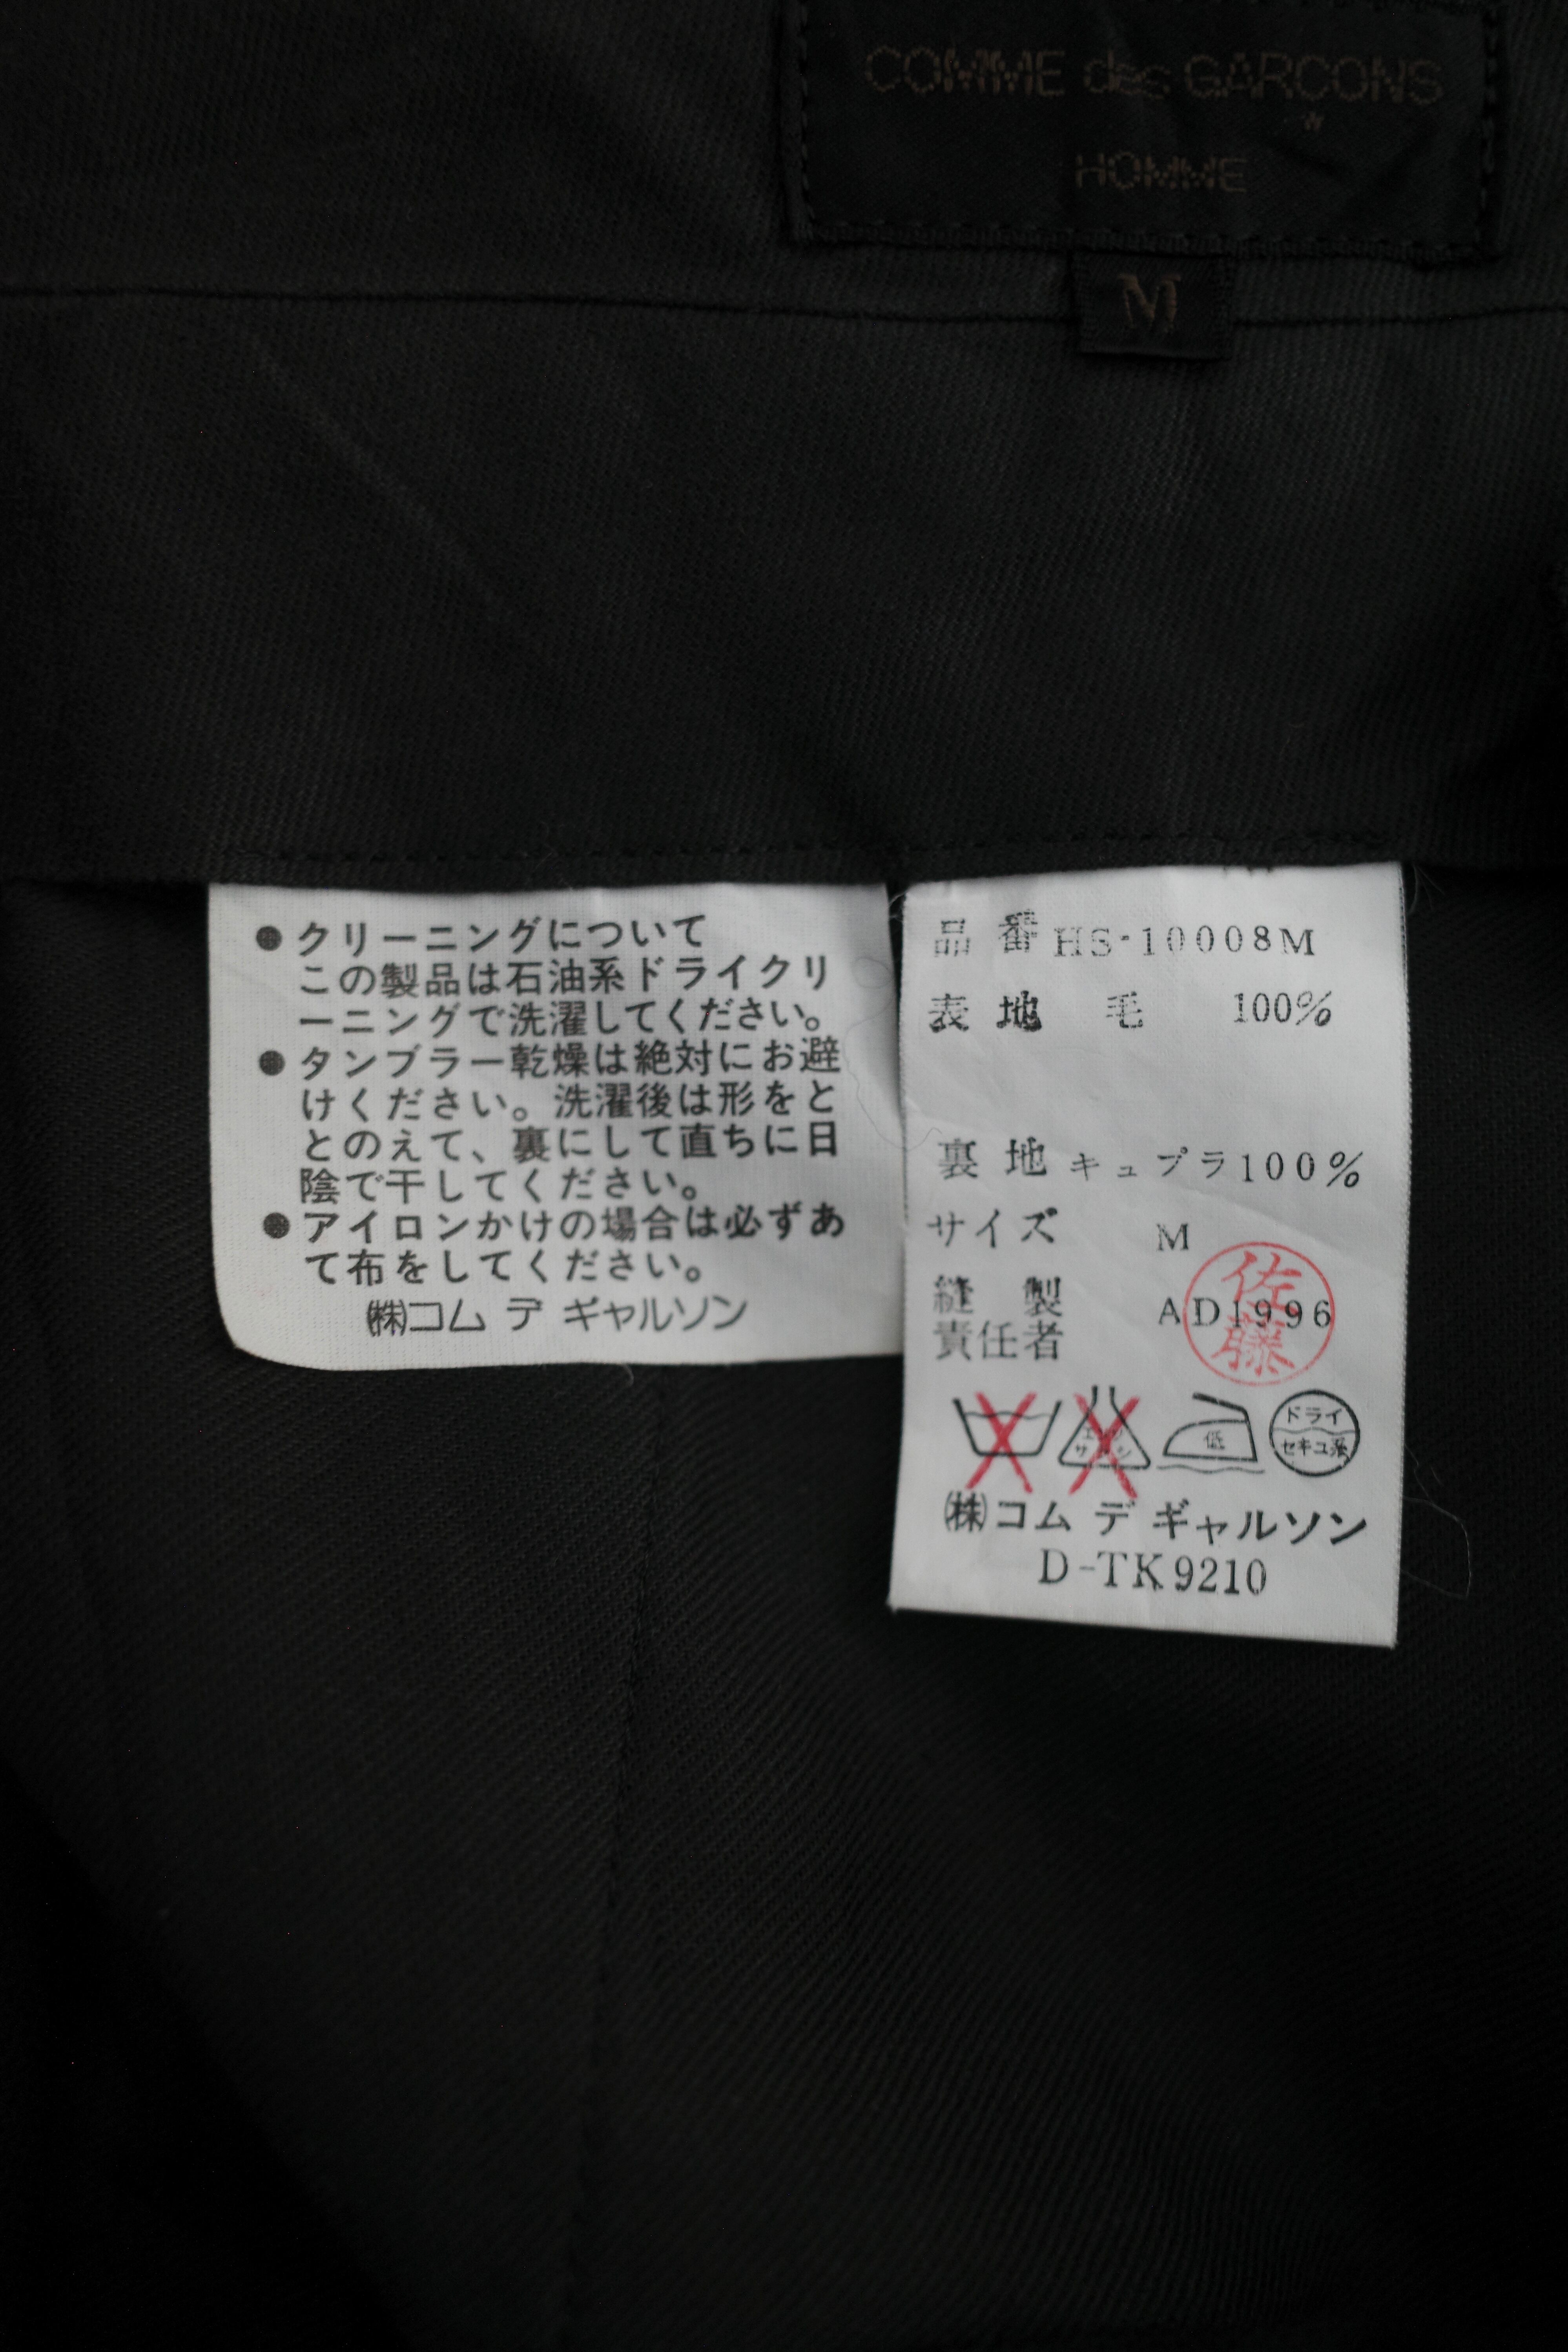 COMME des GARCONS
HOMME
M
●クリーニングについて
この製品は石油系ドライクリ
ーニングで洗濯してください。
●タンブラー乾燥は絶対にお避
けください。洗濯後は形をと
とのえて、裏にして直ちに日
陰で干してください。
●アイロンかけの場合は必ずあ
て布をしてください。
㈱コム デ ギャルソン
品番 HS-10008M
表地 毛 100%
裏地 キュプラ100%
サイズ M
縫製
責任者
AD1996
佐藤
エンソ
サラシ
低
ドライ
セキユ系
㈱コム デ ギャルソン
D-TK9210